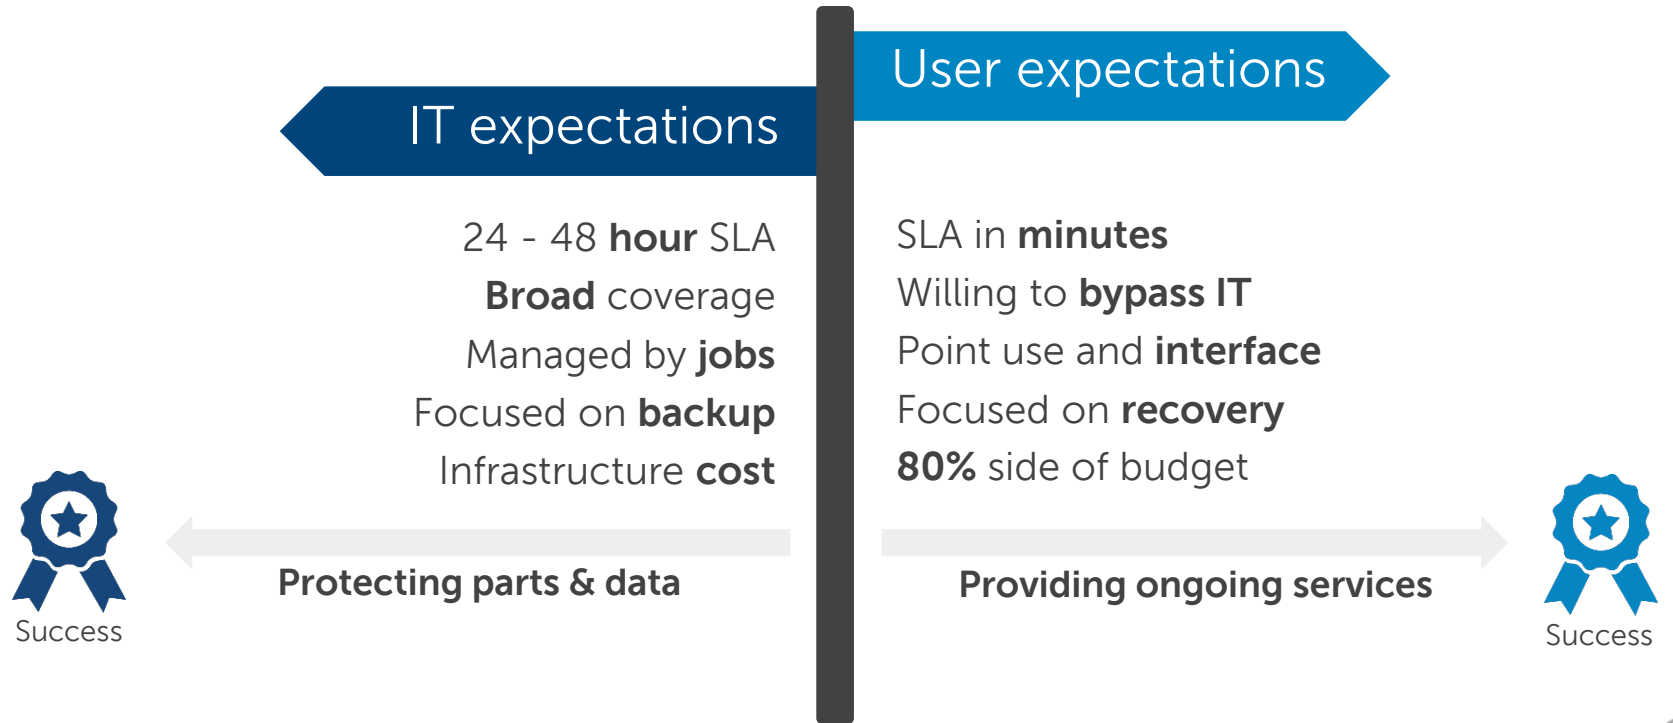 IT expectations
24 - 48 hour SLA
Broad coverage
Managed by jobs
Focused on backup
Infrastructure cost
Protecting parts & data
Success
User expectations
SLA in minutes
Willing to bypass IT
Point use and interface
Focused on recovery
80% side of budget
Providing ongoing services
Success